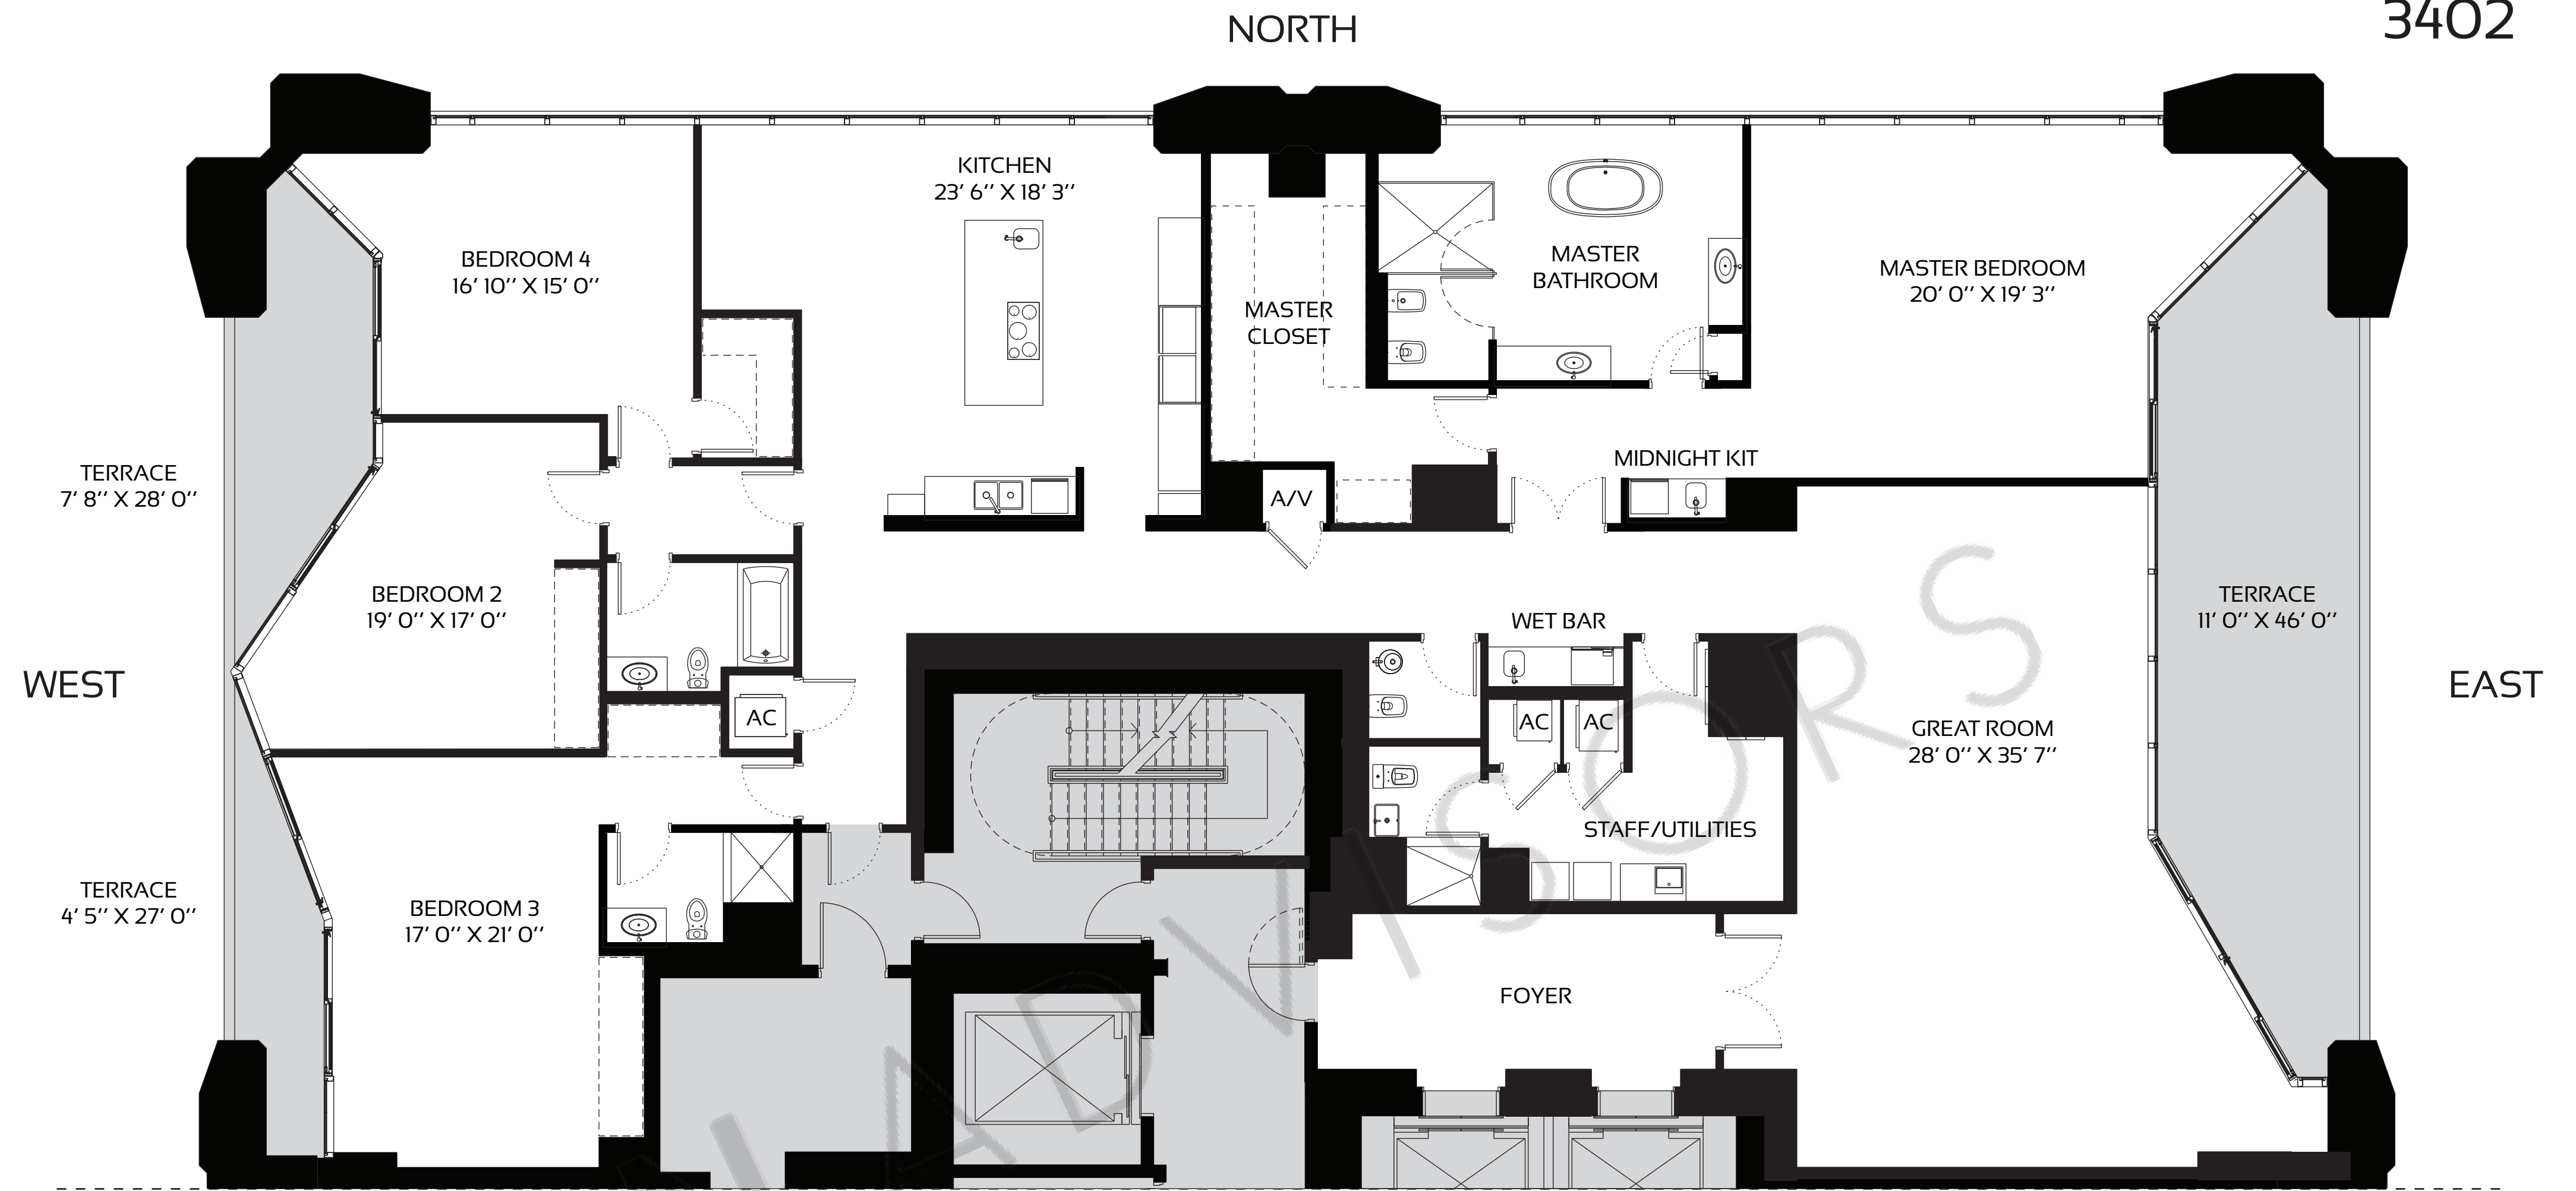 NORTH
3402
KITCHEN
23' 6'' X 18' 3''
BEDROOM 4
16' 10'' X 15' 0''
MASTER
BATHROOM
MASTER BEDROOM
20' 0'' X 19' 3''
MASTER
CLOSET
TERRACE
7' 8'' X 28' 0''
MIDNIGHT KIT
A/V
BEDROOM 2
19' 0'' X 17' 0''
WET BAR
TERRACE
11' 0'' X 46' 0''
WEST
EAST
AC
AC
AC
GREAT ROOM
28' 0'' X 35' 7''
STAFF/UTILITIES
TERRACE
4' 5'' X 27' 0''
BEDROOM 3
17' 0'' X 21' 0''
FOYER
ADVISORS